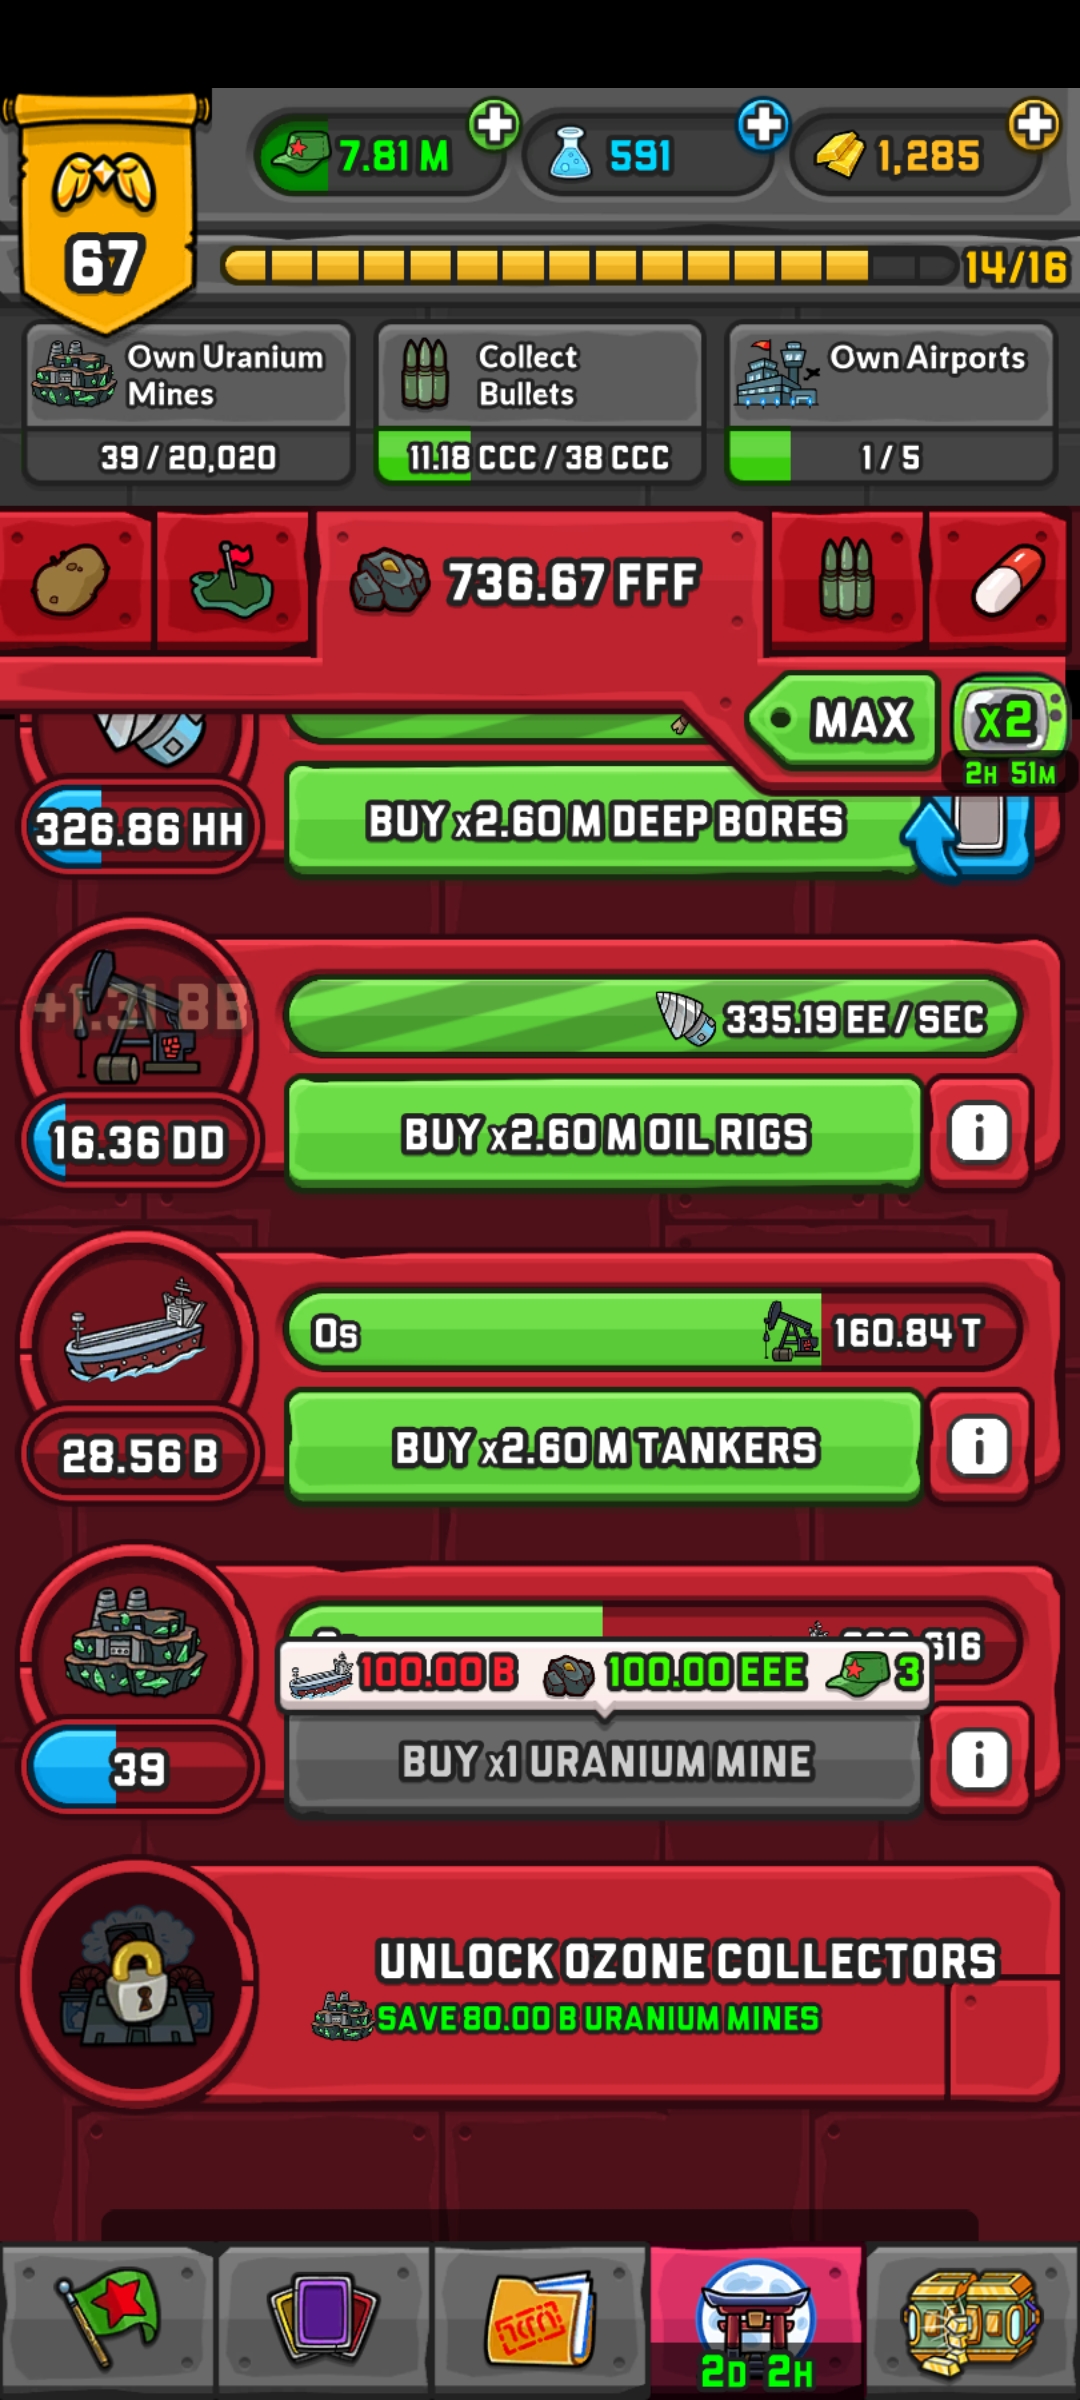 7.81 M
591
1,285
67
14/16
Own Uranium Mines
39 / 20,020
Collect Bullets
11.18 CCC / 38 CCC
Own Airports
1 / 5
736.67 FFF
MAX
x2
2H 51M
326.86 HH
BUY x2.60 M DEEP BORES
335.19 EE / SEC
16.36 DD
BUY x2.60 M OIL RIGS
i
0s
160.84 T
28.56 B
BUY x2.60 M TANKERS
i
616
100.00 B
100.00 EEE
3
39
BUY x1 URANIUM MINE
i
UNLOCK OZONE COLLECTORS
SAVE 80.00 B URANIUM MINES
2D 2H